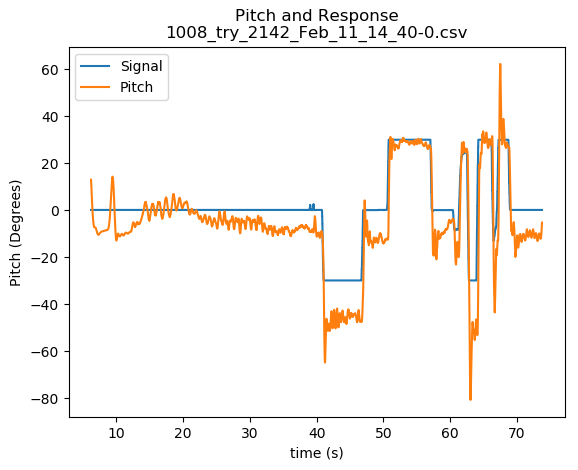 Pitch and Response
1008_try_2142_Feb_11_14_40-0.csv
Signal
Pitch
Pitch (Degrees)
60
40
20
0
−20
−40
−60
−80
10
20
30
40
50
60
70
time (s)